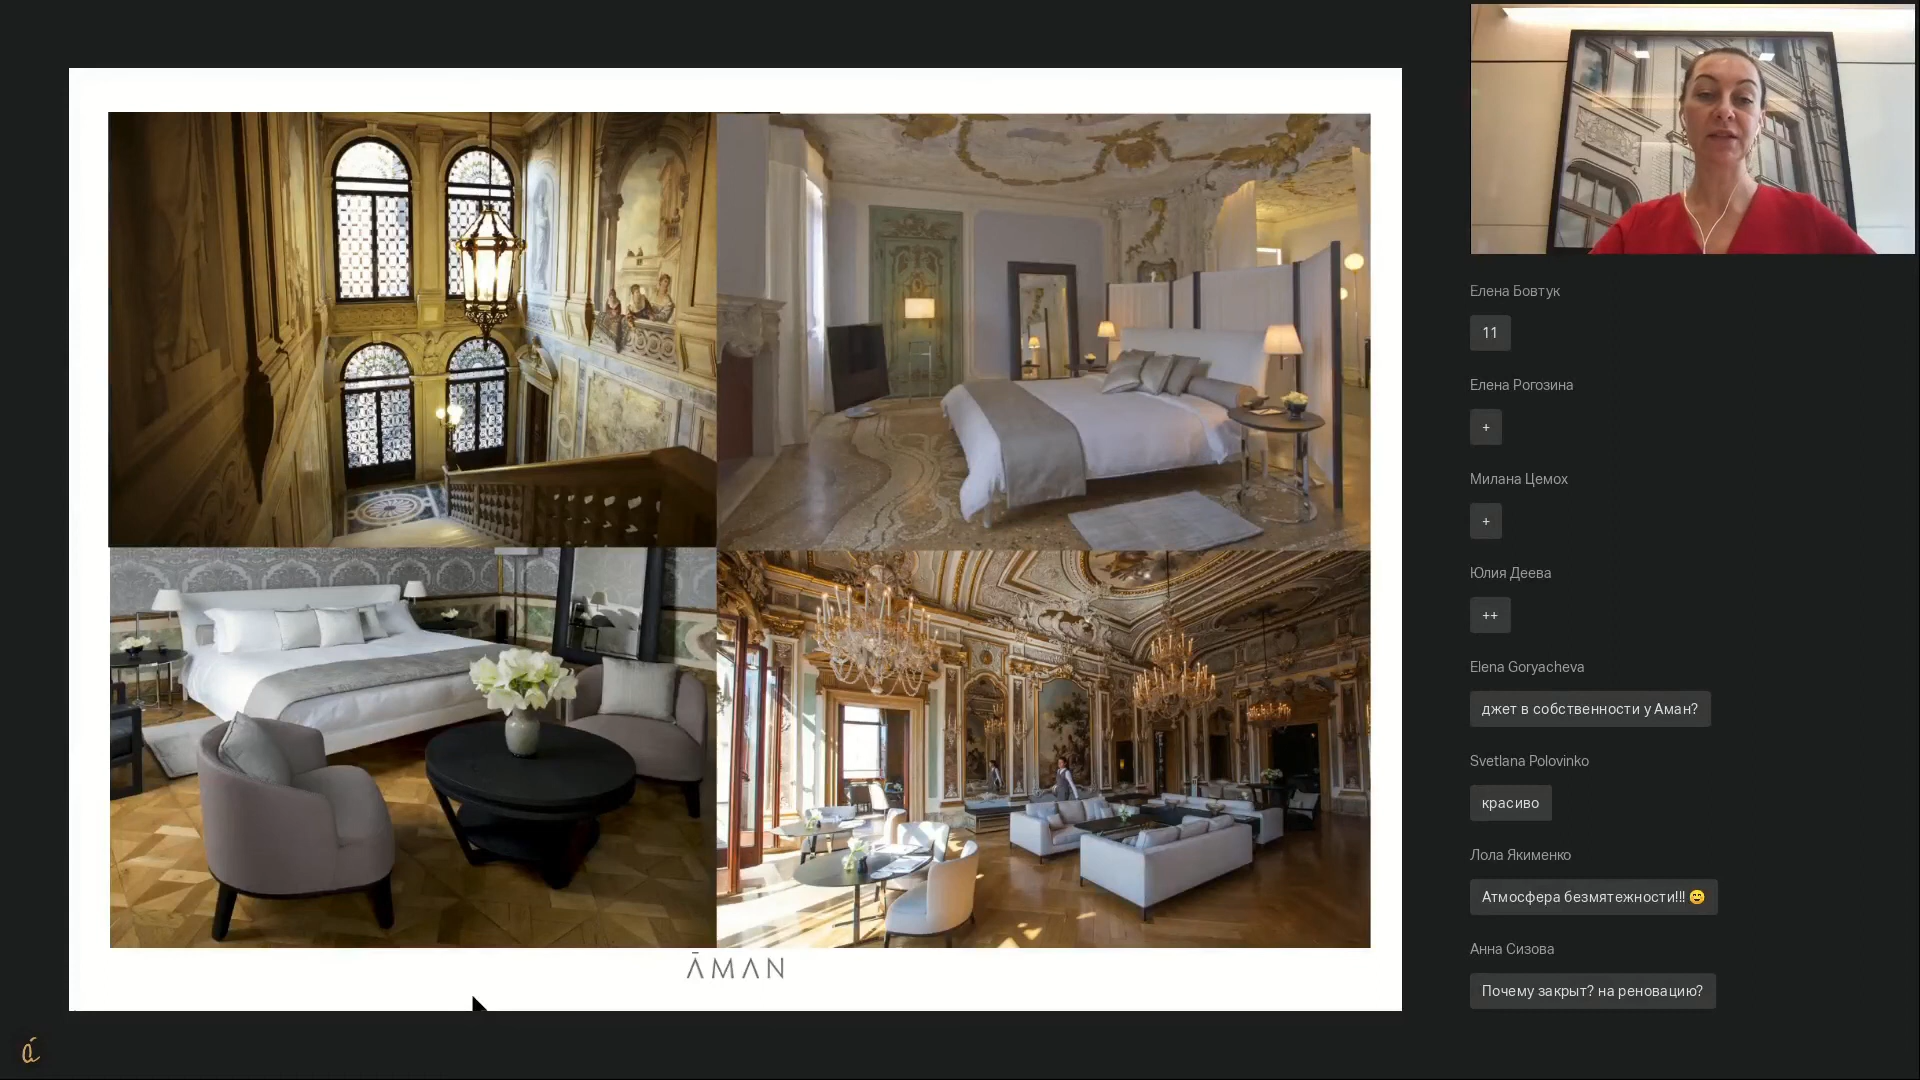 ĀMAN
Елена Бовтук
11
Елена Рогозина
+
Милана Цемох
+
Юлия Деева
++
Elena Goryacheva
джет в собственности у Аман?
Svetlana Polovinko
красиво
Лола Якименко
Атмосфера безмятежности!!! 😊
Анна Сизова
Почему закрыт? на реновацию?
á